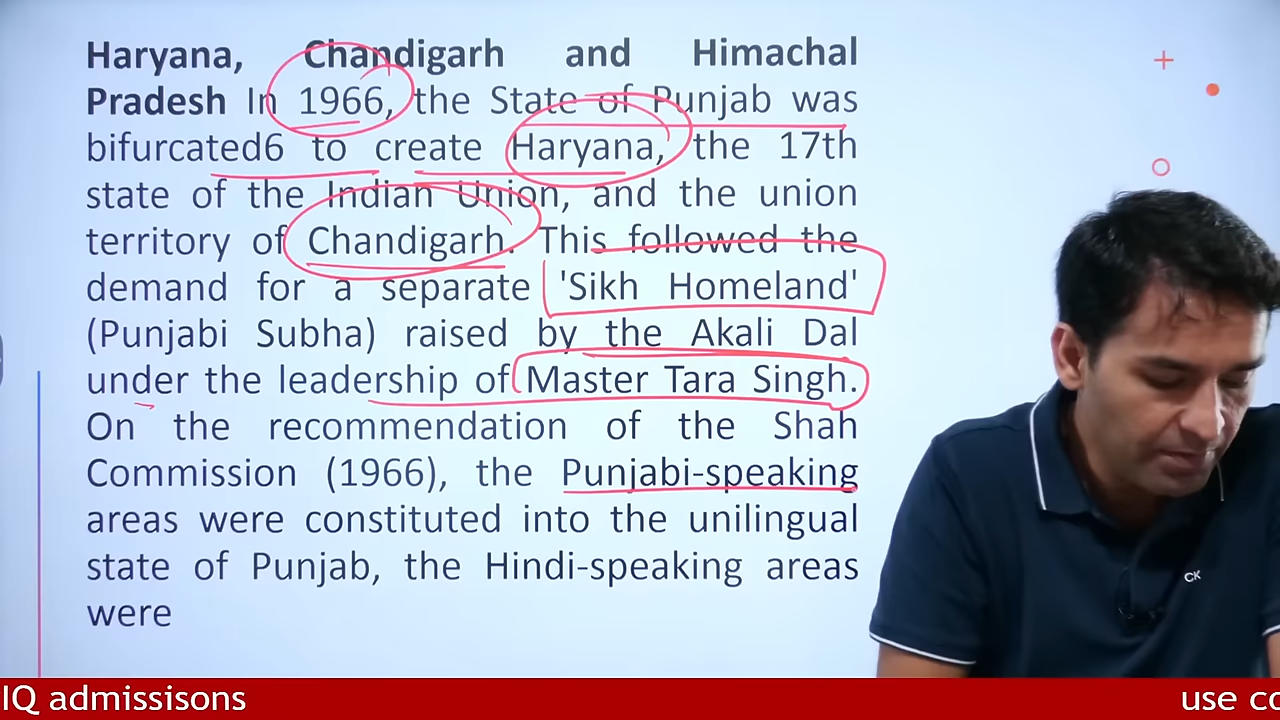 Haryana, Chandigarh and Himachal
Pradesh In 1966, the State of Punjab was
bifurcated6 to create Haryana, the 17th
state of the Indian Union, and the union
territory of Chandigarh. This followed the
demand for a separate 'Sikh Homeland'
(Punjabi Subha) raised by the Akali Dal
under the leadership of Master Tara Singh.
On the recommendation of the Shah
Commission (1966), the Punjabi-speaking
areas were constituted into the unilingual
state of Punjab, the Hindi-speaking areas
were
CK
IQ admissisons
use co